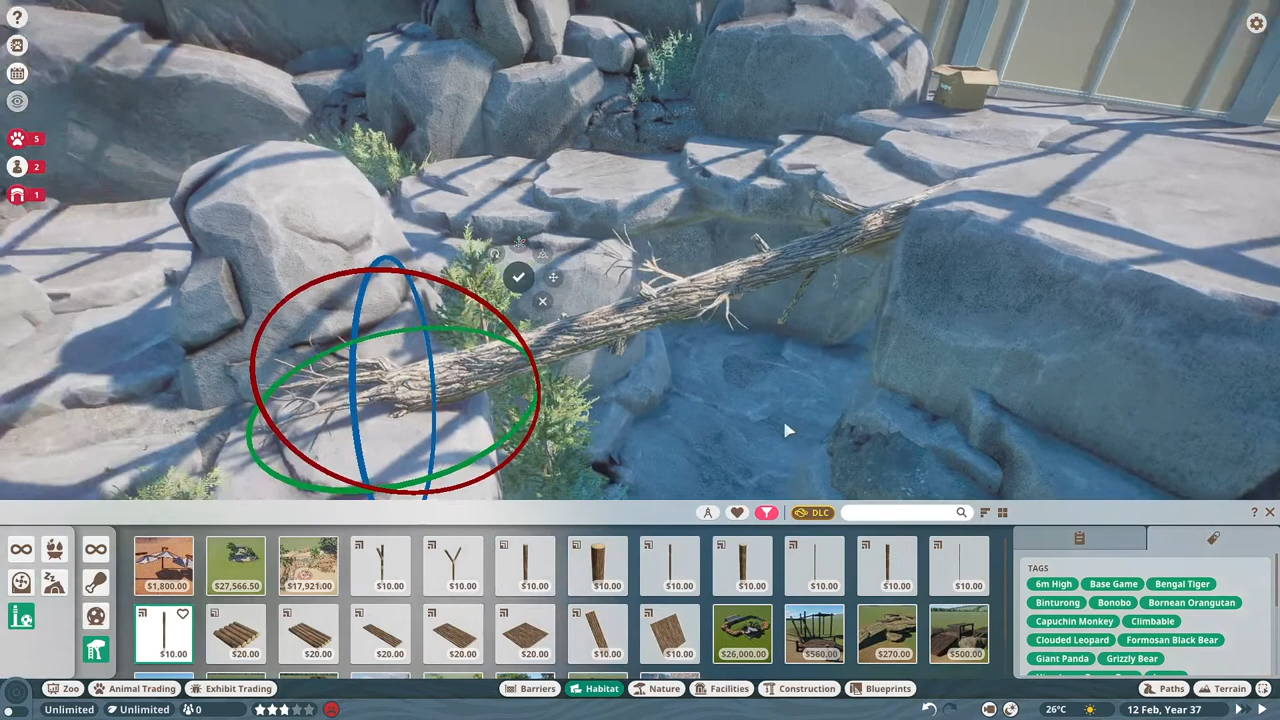 ?
5
2
1
DLC
?
$1,800.00 $27,566.50 $17,921.00 $10.00 $10.00 $10.00 $10.00 $10.00 $10.00 $10.00 $10.00 $10.00
$10.00 $20.00 $20.00 $20.00 $20.00 $20.00 $10.00 $10.00 $26,000.00 $560.00 $270.00 $500.00
TAGS
6m High Base Game Bengal Tiger
Binturong Bonobo Bornean Orangutan
Capuchin Monkey Climbable
Clouded Leopard Formosan Black Bear
Giant Panda Grizzly Bear
Zoo Animal Trading Exhibit Trading Barriers Habitat Nature Facilities Construction Blueprints Paths Terrain
Unlimited Unlimited 0 26°C 12 Feb, Year 37